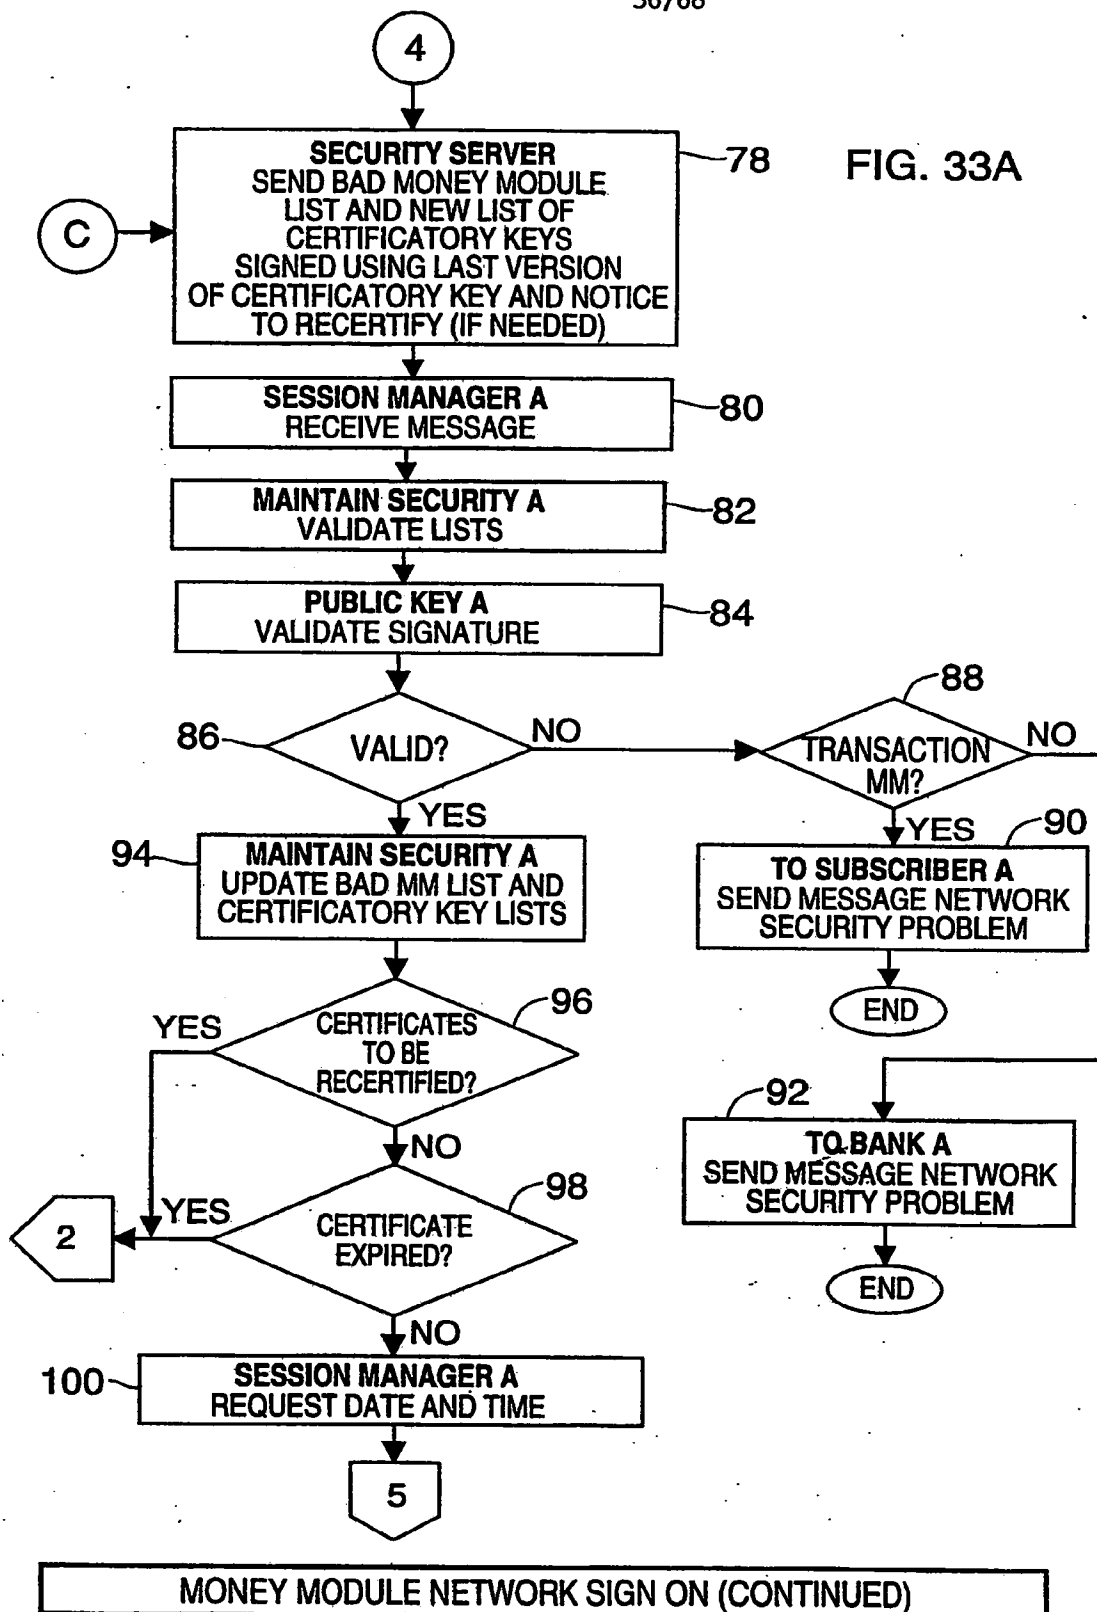 56/68
4
SECURITY SERVER
SEND BAD MONEY MODULE
LIST AND NEW LIST OF
CERTIFICATORY KEYS
SIGNED USING LAST VERSION
OF CERTIFICATORY KEY AND NOTICE
TO RECERTIFY (IF NEEDED)
78
FIG. 33A
C
SESSION MANAGER A
RECEIVE MESSAGE
80
MAINTAIN SECURITY A
VALIDATE LISTS
82
PUBLIC KEY A
VALIDATE SIGNATURE
84
86
VALID?
NO
88
TRANSACTION
MM?
NO
YES
YES
90
94
MAINTAIN SECURITY A
UPDATE BAD MM LIST AND
CERTIFICATORY KEY LISTS
TO SUBSCRIBER A
SEND MESSAGE NETWORK
SECURITY PROBLEM
END
96
YES
CERTIFICATES
TO BE
RECERTIFIED?
NO
92
TO BANK A
SEND MESSAGE NETWORK
SECURITY PROBLEM
END
98
YES
2
CERTIFICATE
EXPIRED?
NO
100
SESSION MANAGER A
REQUEST DATE AND TIME
5
MONEY MODULE NETWORK SIGN ON (CONTINUED)